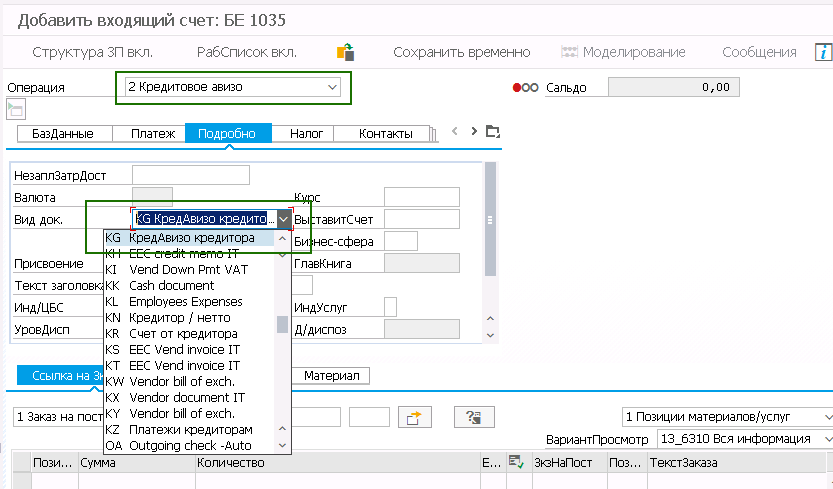 Добавить входящий счет: БЕ 1035
Структура ЗП вкл. РабСписок вкл. Сохранить временно Моделирование Сообщения
Операция 2 Кредитовое авизо Сальдо 0,00
БазДанные Платеж Подробно Налог Контакты
НезаплЗатрДост
Валюта Курс
Вид док. KG КредАвизо кредито... ВыставитСчет
KG КредАвизо кредитора Бизнес-сфера
KH EEC credit memo IT
Присвоение KI Vend Down Pmt VAT ГлавКнига
Текст заголовка KK Cash document
KL Employees Expenses
Инд/ЦБС KN Кредитор / нетто ИндУслуг
УровДисп KR Счет от кредитора Д/диспоз
KS EEC Vend invoice IT
KT EEC Vend invoice IT
Ссылка на За KW Vendor bill of exch. Материал
KX Vendor document IT
1 Заказ на пост KY Vendor bill of exch. 1 Позиции материалов/услуг
KZ Платежи кредиторам
OA Outgoing check -Auto ВариантПросмотр 13_6310 Вся информация
Пози... Сумма Количество Е... ЗкзНаПост Поз... ТекстЗаказа